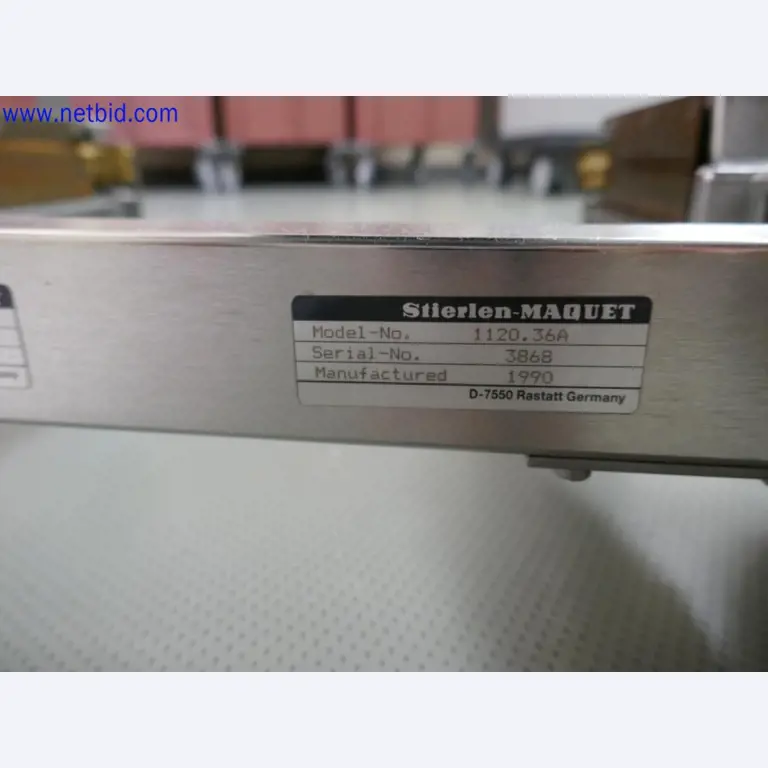 www.netbid.com
Stierlen-MAQUET
Model-No. 1120.36A
Serial-No. 3868
Manufactured 1990
D-7550 Rastatt Germany